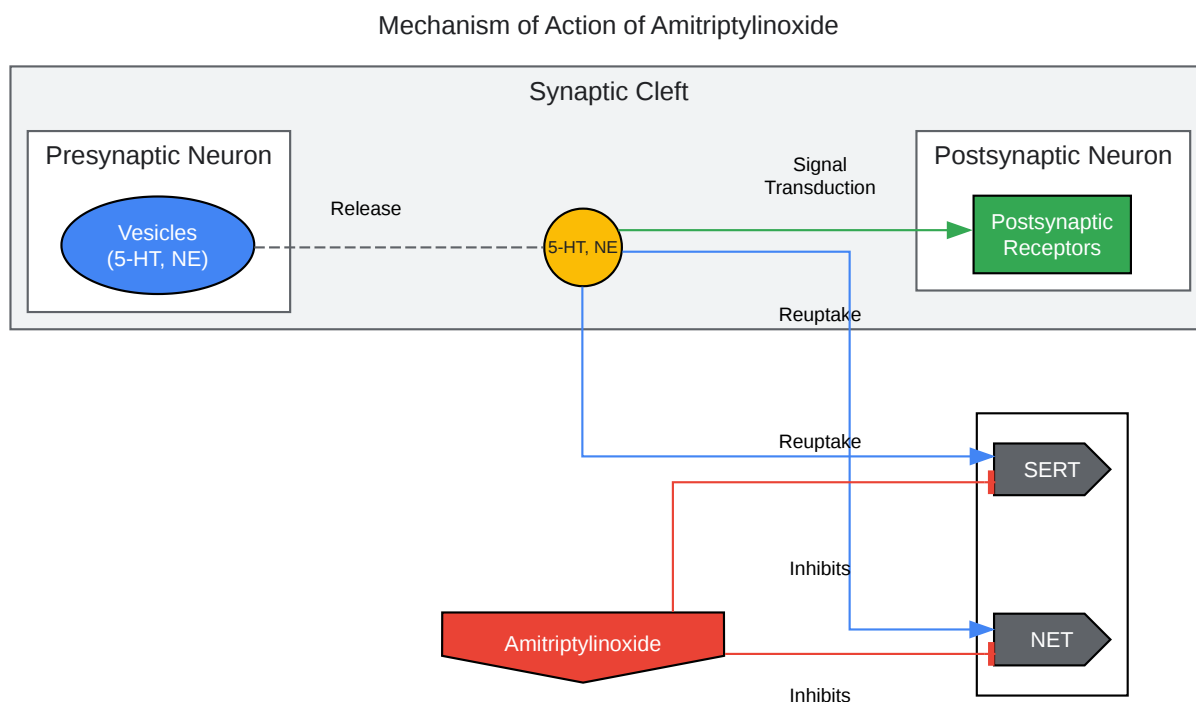 Mechanism of Action of Amitriptylinoxide
Synaptic Cleft
Presynaptic Neuron
Vesicles
(5-HT, NE)
Release
5-HT, NE
Signal
Transduction
Postsynaptic Neuron
Postsynaptic
Receptors
Reuptake
Reuptake
SERT
Inhibits
Amitriptylinoxide
NET
Inhibits